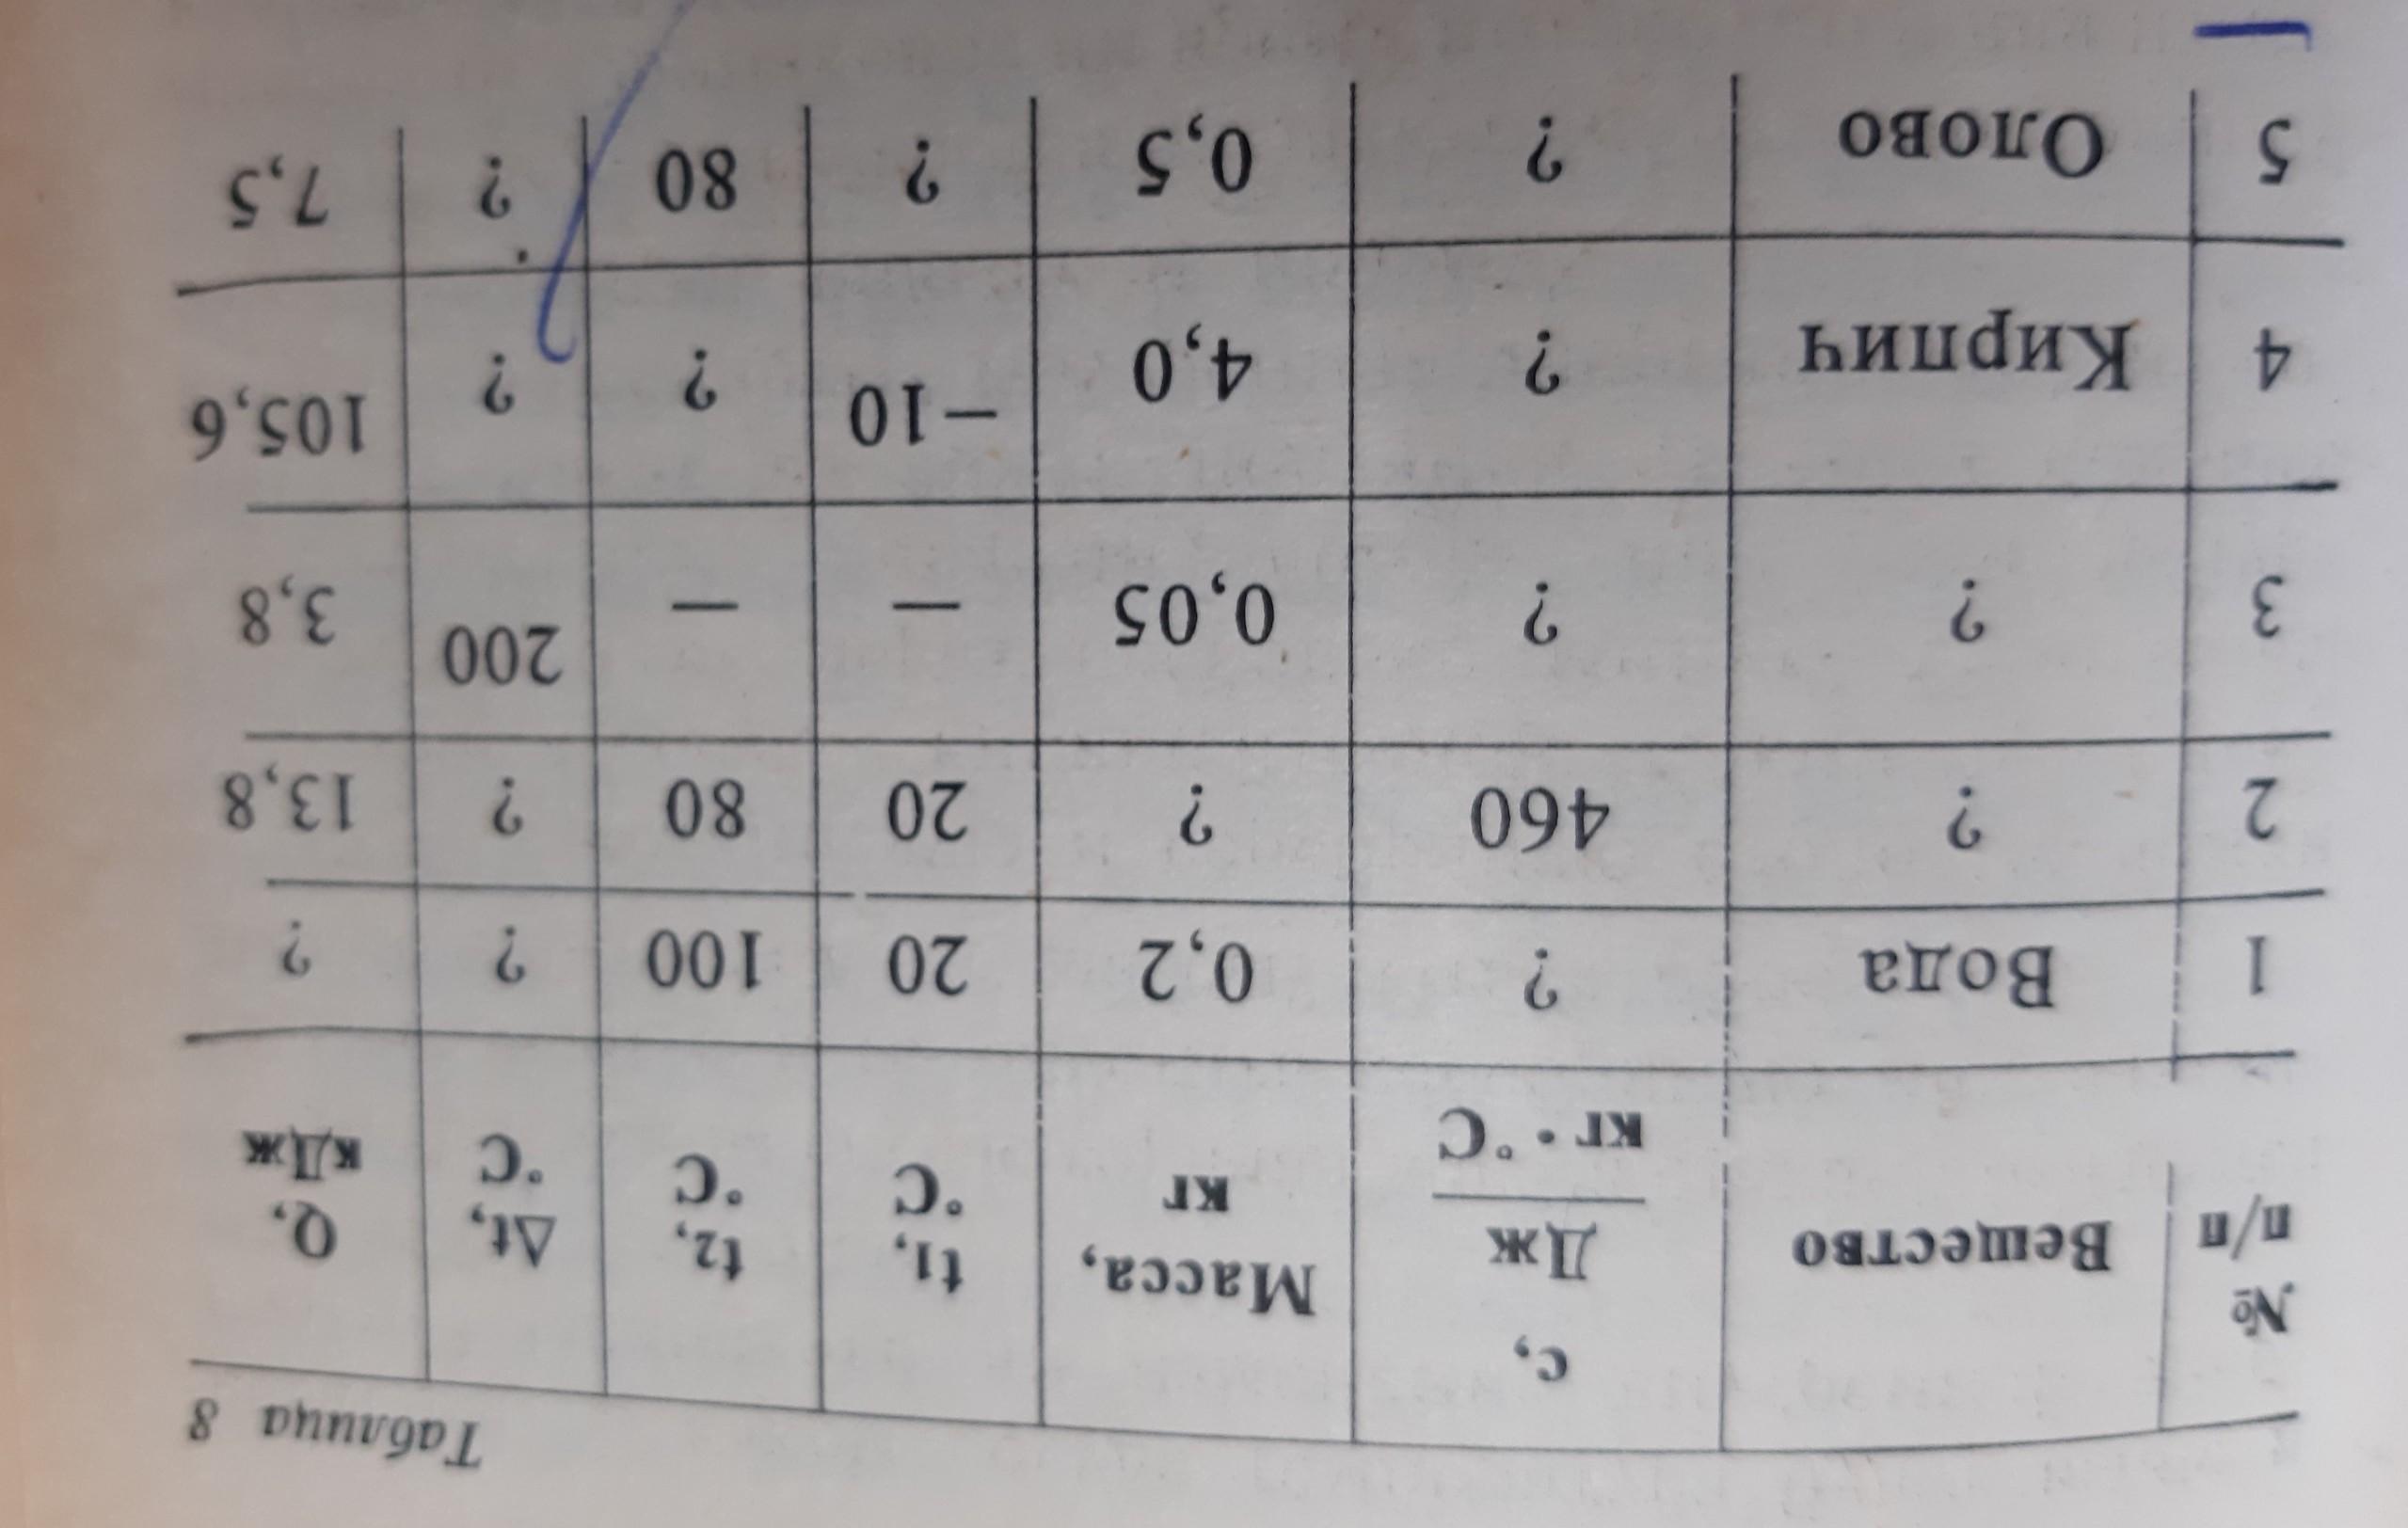 Таблица 8
№ п/п Вещество с, Дж / кг·°С Масса, кг t₁, °С t₂, °С Δt, °С Q, кДж
1 Вода ? 0,2 20 100 ? ?
2 ? 460 ? 20 80 ? 13,8
3 ? ? 0,05 — — 200 3,8
4 Кирпич ? 4,0 —10 ? ? 105,6
5 Олово ? 0,5 ? 80 ? 7,5